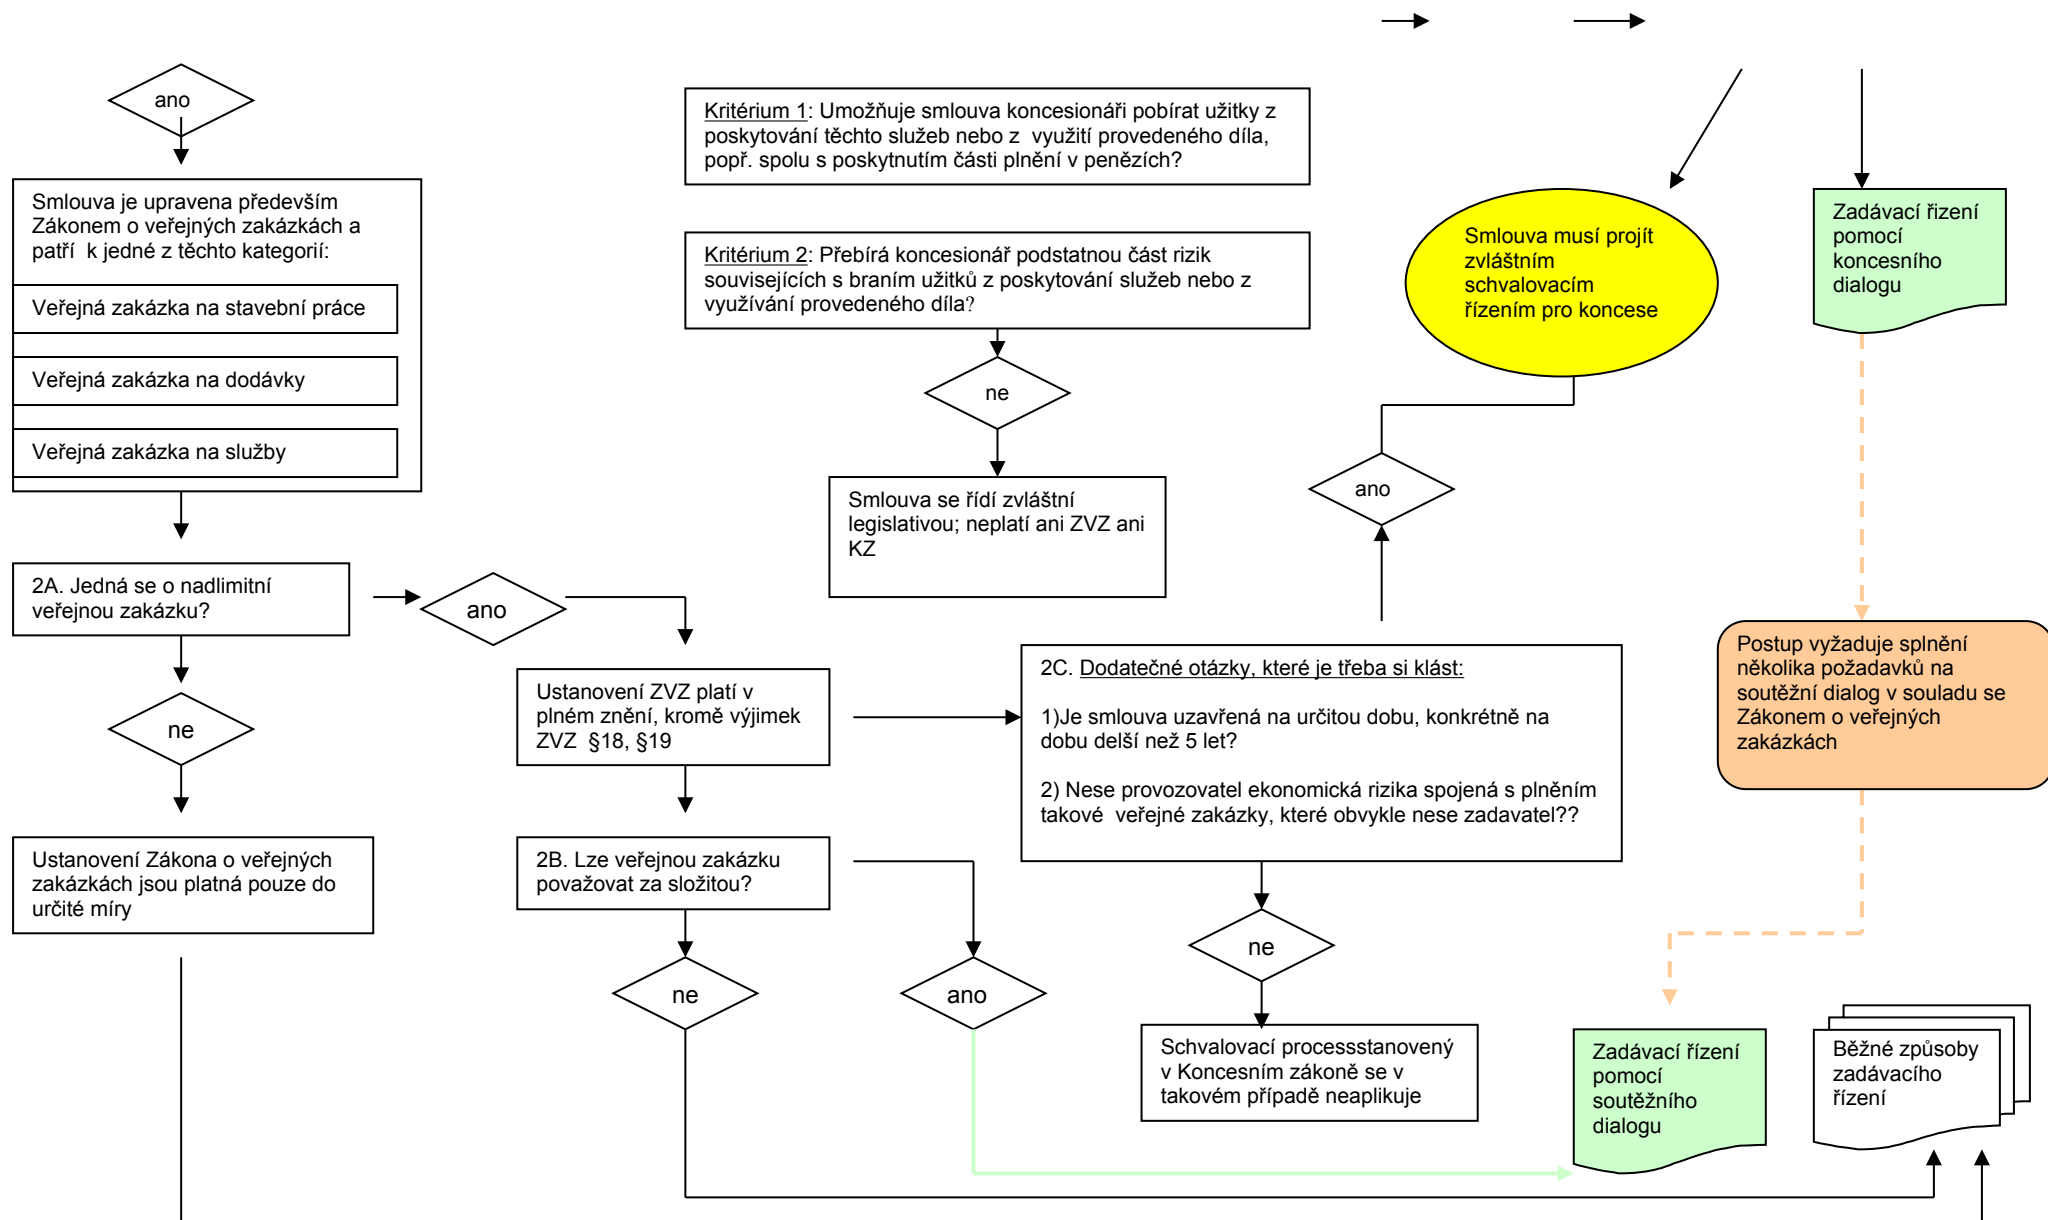 ano
Smlouva je upravena především
Zákonem o veřejných zakázkách a
patří k jedné z těchto kategorií:
Veřejná zakázka na stavební práce
Veřejná zakázka na dodávky
Veřejná zakázka na služby
2A. Jedná se o nadlimitní
veřejnou zakázku?
ano
ne
Ustanovení Zákona o veřejných
zakázkách jsou platná pouze do
určité míry
Kritérium 1: Umožňuje smlouva koncesionáři pobírat užitky z
poskytování těchto služeb nebo z využití provedeného díla,
popř. spolu s poskytnutím části plnění v penězích?
Kritérium 2: Přebírá koncesionář podstatnou část rizik
souvisejících s braním užitků z poskytování služeb nebo z
využívání provedeného díla?
ne
Smlouva se řídí zvláštní
legislativou; neplatí ani ZVZ ani
KZ
Ustanovení ZVZ platí v
plném znění, kromě výjimek
ZVZ §18, §19
2B. Lze veřejnou zakázku
považovat za složitou?
ne
ano
2C. Dodatečné otázky, které je třeba si klást:
1)Je smlouva uzavřená na určitou dobu, konkrétně na
dobu delší než 5 let?
2) Nese provozovatel ekonomická rizika spojená s plněním
takové veřejné zakázky, které obvykle nese zadavatel??
ano
ne
Schvalovací processstanovený
v Koncesním zákoně se v
takovém případě neaplikuje
Smlouva musí projít
zvláštním
schvalovacím
řízením pro koncese
Zadávací řizení
pomocí
koncesního
dialogu
Postup vyžaduje splnění
několika požadavků na
soutěžní dialog v souladu se
Zákonem o veřejných
zakázkách
Zadávací řízení
pomocí
soutěžního
dialogu
Běžné způsoby
zadávacího
řízení